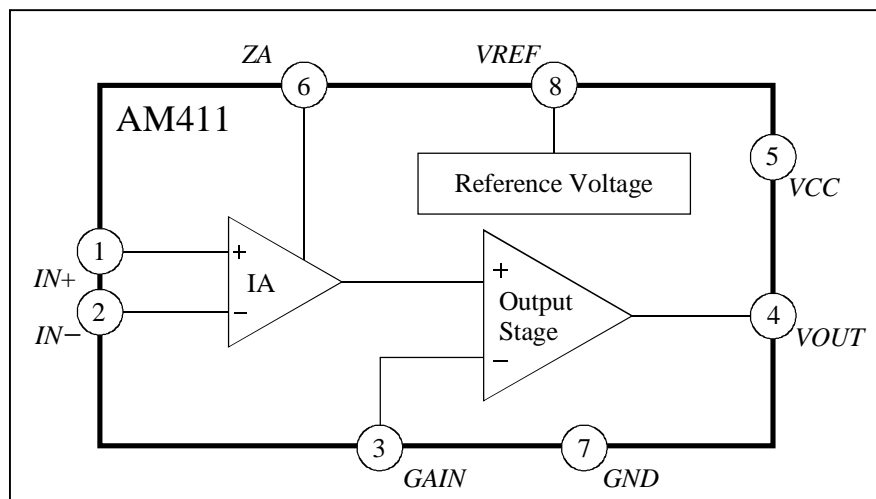 ZA
VREF
6
8
AM411
5
VCC
Reference Voltage
1
+
IN+
IA
+
Output
Stage
2
−
IN−
4
VOUT
−
3
GAIN
7
GND